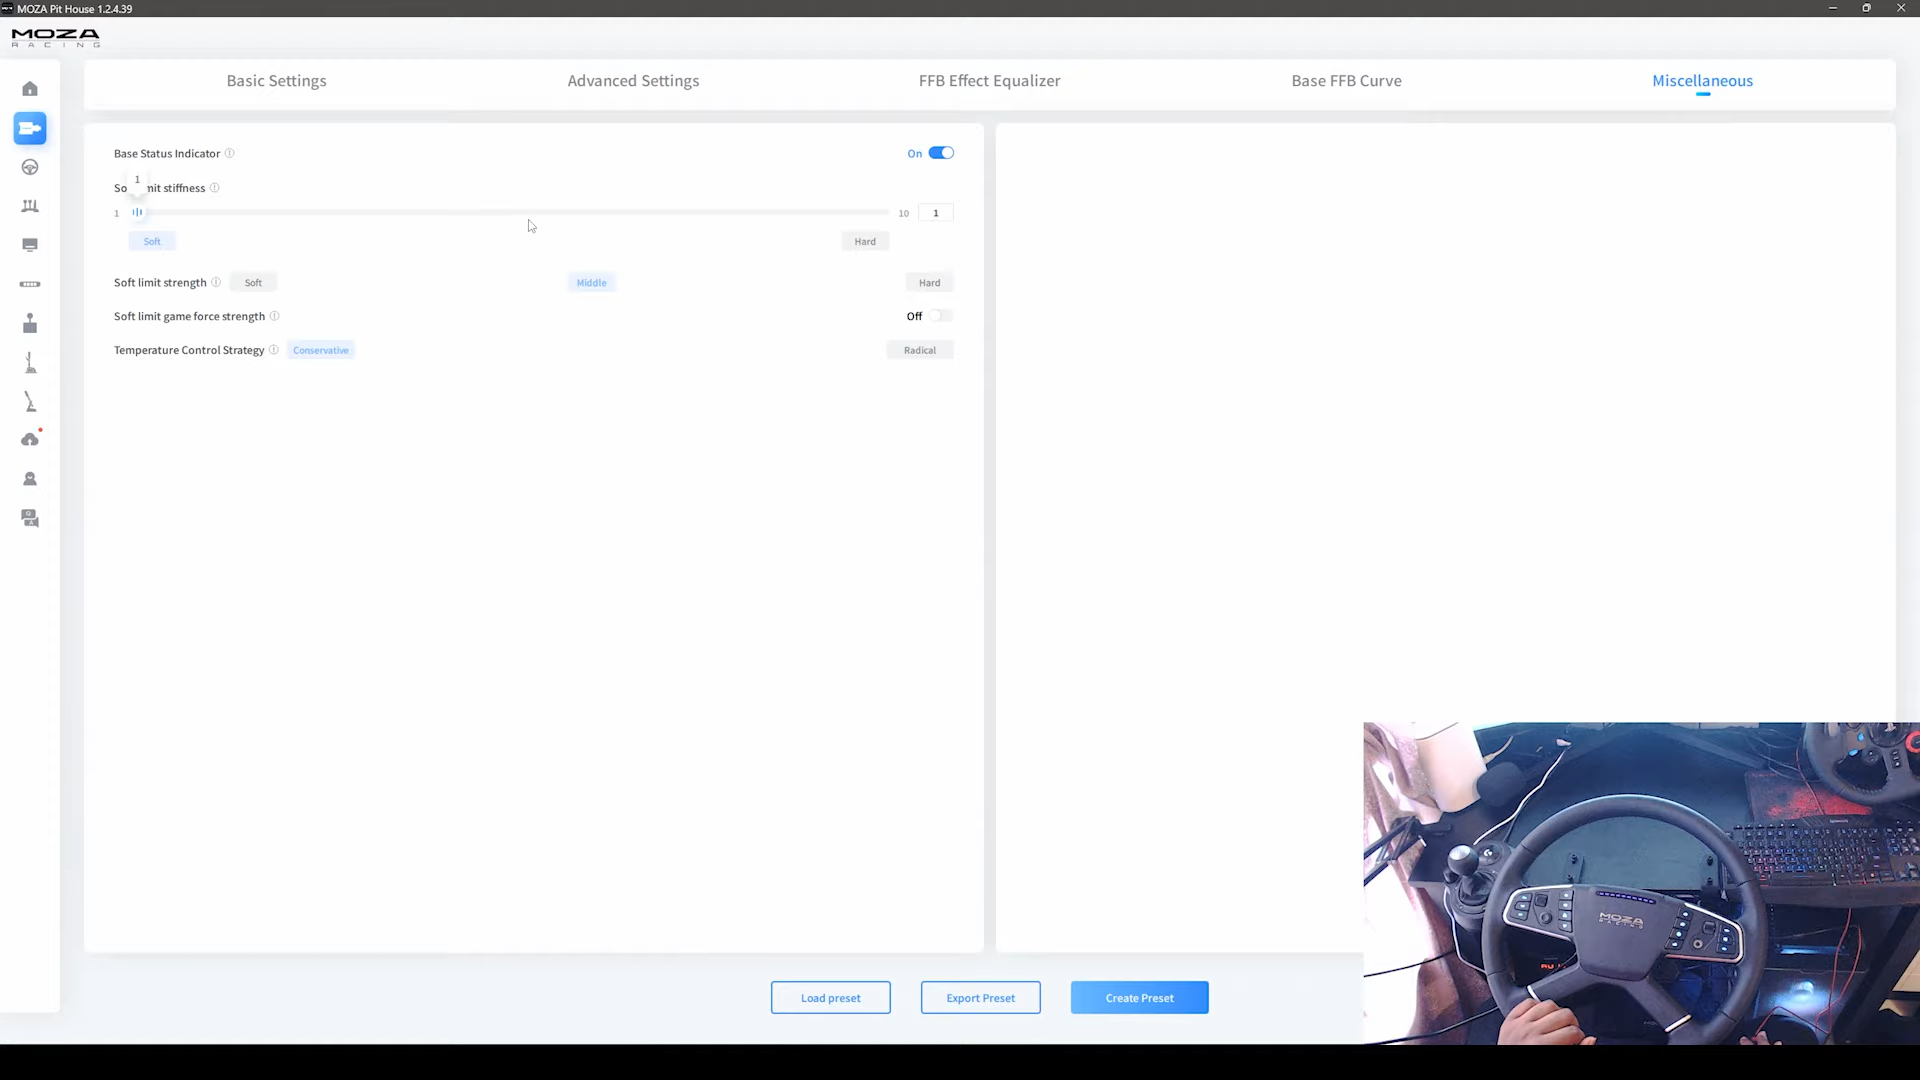 MOZA Pit House 1.2.4.39
MOZA
RACING
Basic Settings
Advanced Settings
FFB Effect Equalizer
Base FFB Curve
Miscellaneous
Base Status Indicator
On
1
So
mit stiffness
1
10
1
Soft
Hard
Soft limit strength
Soft
Middle
Hard
Soft limit game force strength
Off
Temperature Control Strategy
Conservative
Radical
Load preset
Export Preset
Create Preset
MOZA
RACING